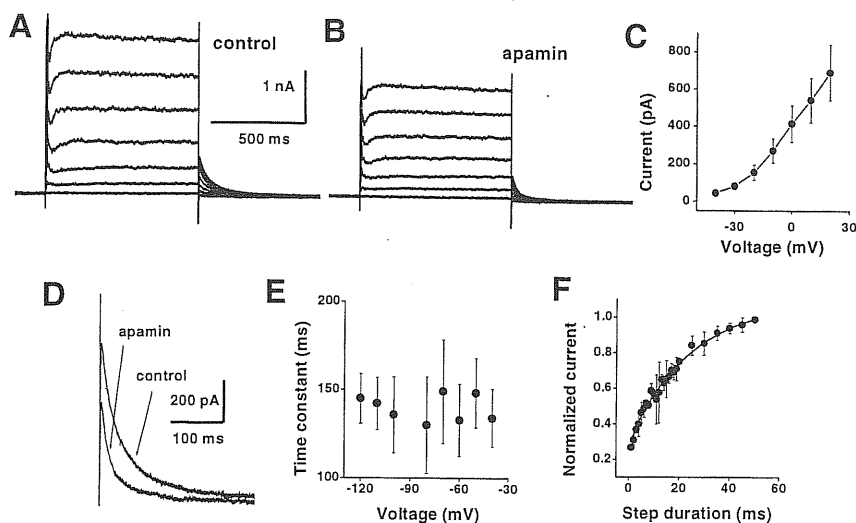 A
control
1 nA
500 ms
B
apamin
C
Current (pA)
800
600
400
200
0
-30
0
30
Voltage (mV)
D
apamin
control
200 pA
100 ms
E
Time constant (ms)
200
150
100
-120
-90
-60
-30
Voltage (mV)
F
Normalized current
1.0
0.8
0.6
0.4
0.2
0
20
40
60
Step duration (ms)